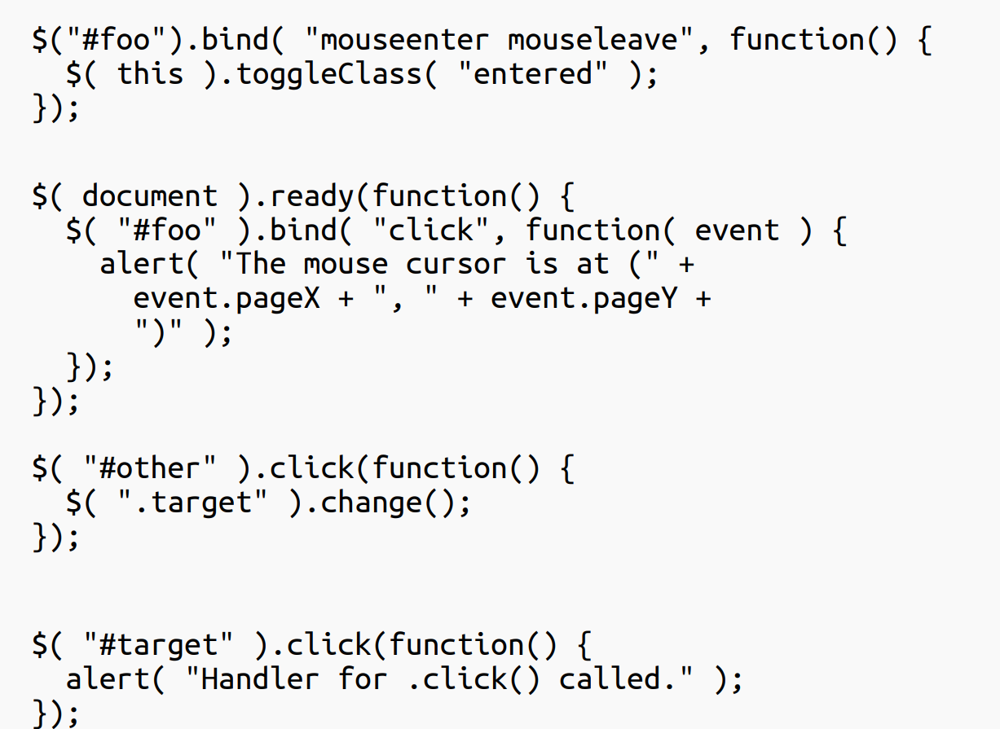 $("#foo").bind( "mouseenter mouseleave", function() {
  $( this ).toggleClass( "entered" );
});
$( document ).ready(function() {
  $( "#foo" ).bind( "click", function( event ) {
    alert( "The mouse cursor is at (" +
      event.pageX + ", " + event.pageY +
      ")" );
  });
});
$( "#other" ).click(function() {
  $( ".target" ).change();
});
$( "#target" ).click(function() {
  alert( "Handler for .click() called." );
});